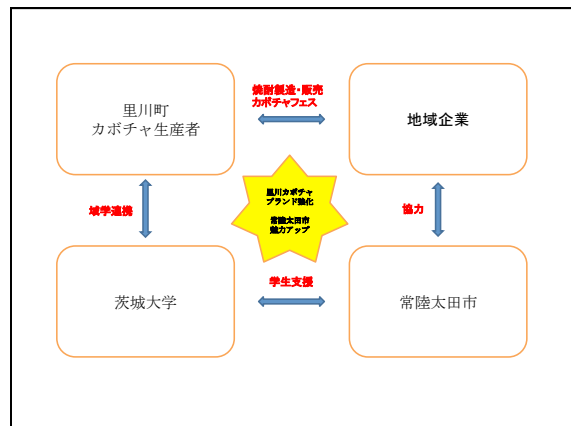 里川町
カボチャ生産者
焼酎製造・販売
カボチャフェス
地域企業
域学連携
里川カボチャ
ブランド強化
常陸太田市
魅力アップ
協力
茨城大学
学生支援
常陸太田市